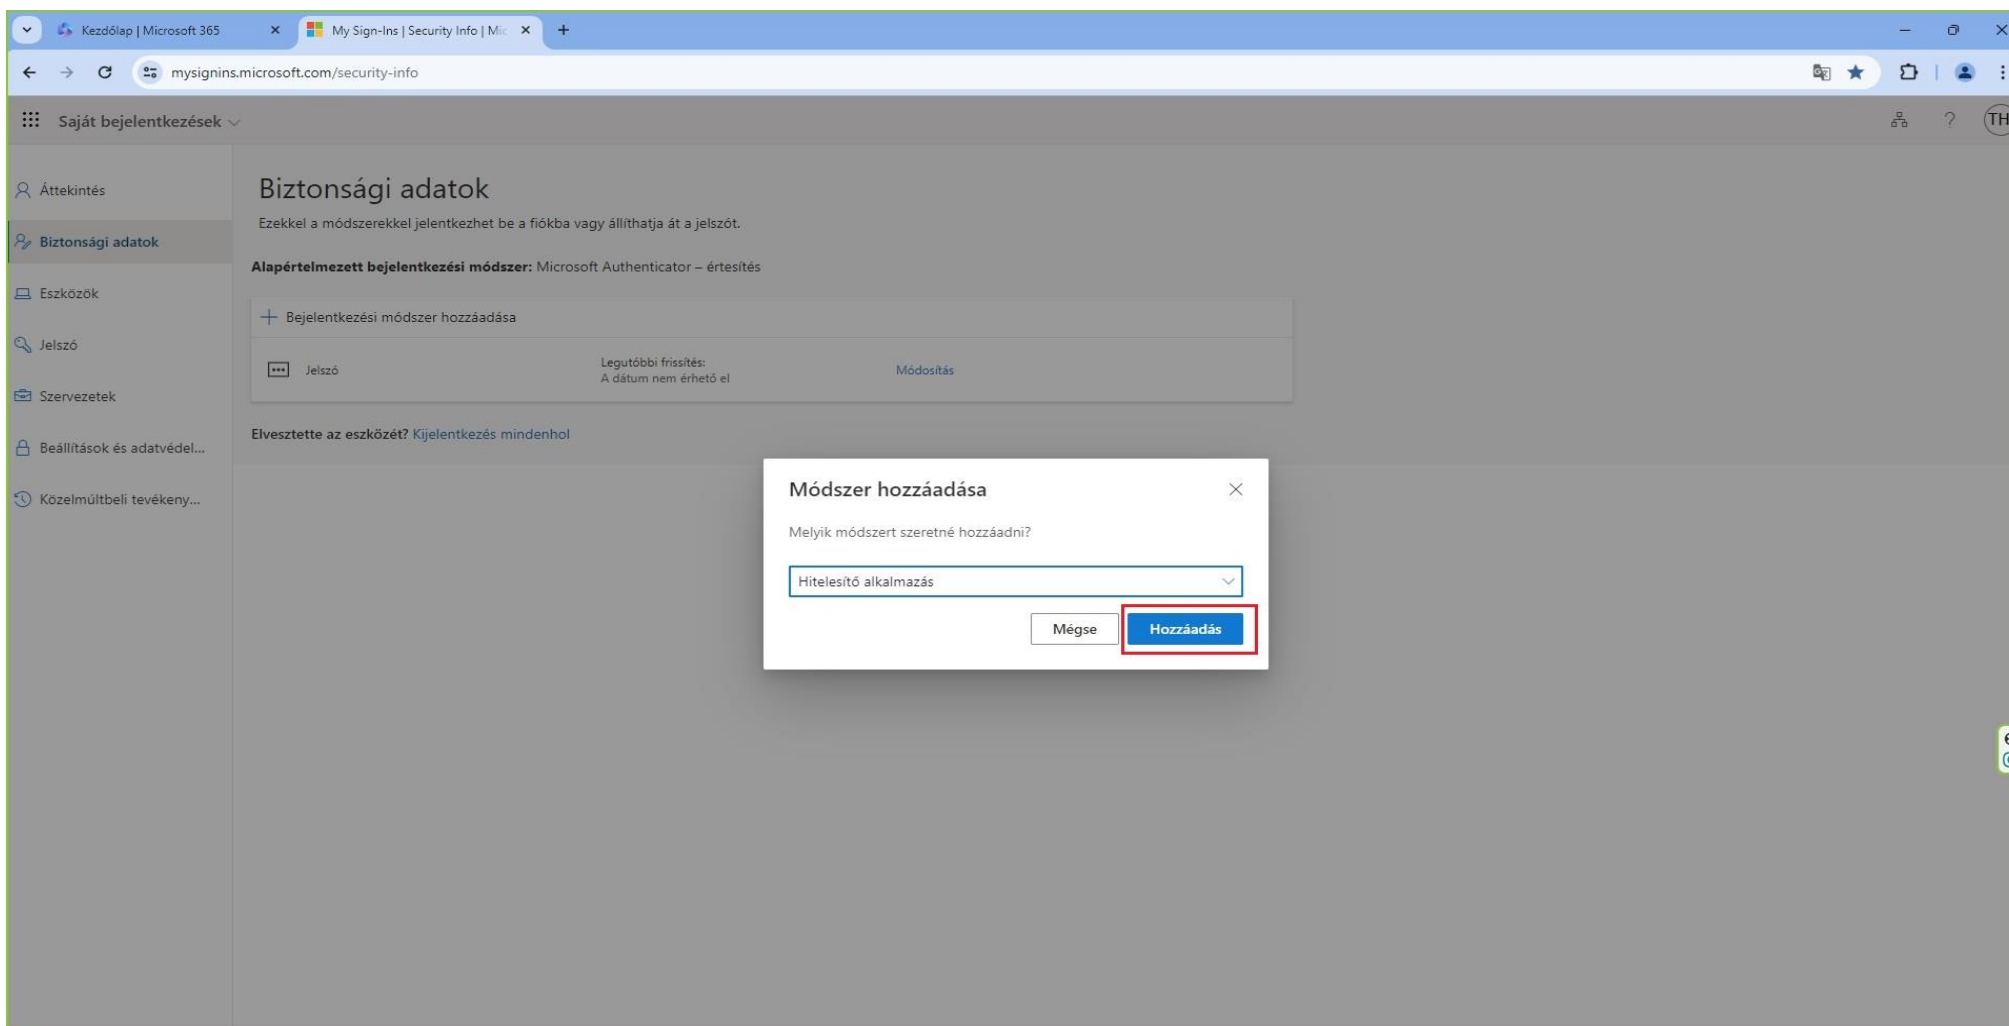 Kezdőlap | Microsoft 365
My Sign-Ins | Security Info | Mic
mysignins.microsoft.com/security-info
Saját bejelentkezések
TH
Áttekintés
Biztonsági adatok
Eszközök
Jelszó
Szervezetek
Beállítások és adatvédel...
Közelmúltbeli tevékeny...
Biztonsági adatok
Ezekkel a módszerekkel jelentkezhet be a fiókba vagy állíthatja át a jelszót.
Alapértelmezett bejelentkezési módszer: Microsoft Authenticator – értesítés
Bejelentkezési módszer hozzáadása
Jelszó
Legutóbbi frissítés:
A dátum nem érhető el
Módosítás
Elvesztette az eszközét? Kijelentkezés mindenhol
Módszer hozzáadása
Melyik módszert szeretné hozzáadni?
Hitelesítő alkalmazás
Mégse
Hozzáadás